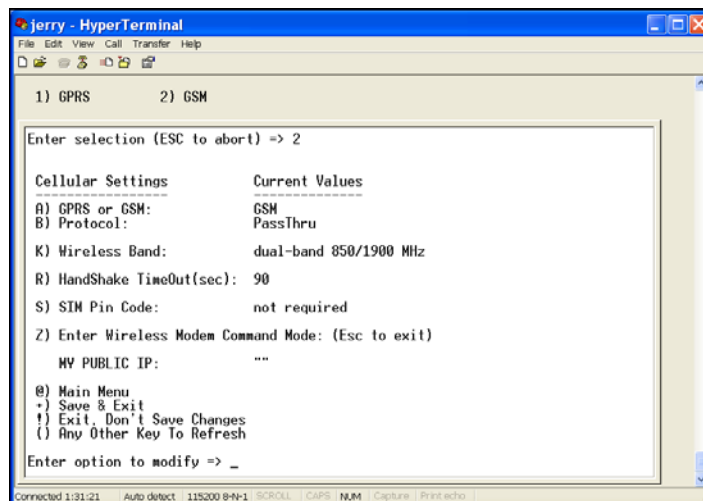 jerry - HyperTerminal
File Edit View Call Transfer Help
1) GPRS 2) GSM
Enter selection (ESC to abort) => 2
Cellular Settings Current Values
----------------- --------------
A) GPRS or GSM: GSM
B) Protocol: PassThru
K) Wireless Band: dual-band 850/1900 MHz
R) HandShake TimeOut(sec): 90
S) SIM Pin Code: not required
Z) Enter Wireless Modem Command Mode: (Esc to exit)
MY PUBLIC IP: ""
@) Main Menu
+) Save & Exit
!) Exit, Don't Save Changes
() Any Other Key To Refresh
Enter option to modify => _
Connected 1:31:21 Auto detect 115200 8-N-1 SCROLL CAPS NUM Capture Print echo